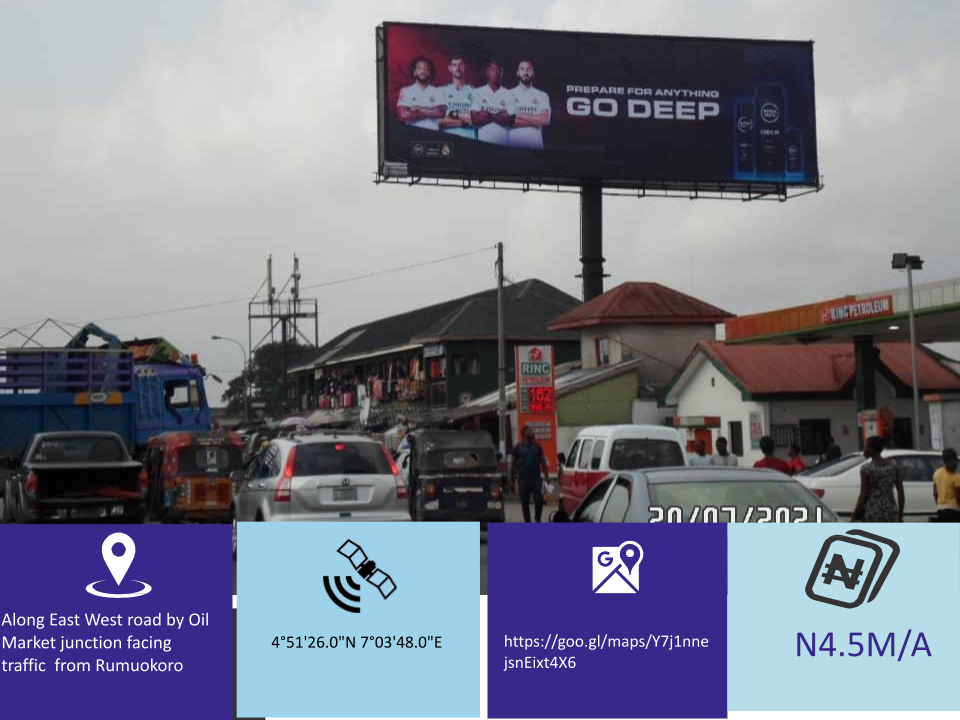 PREPARE FOR ANYTHING
GO DEEP
RINC PETROLEUM
RINC
PETROLEUM
162
20/07/2021
Along East West road by Oil
Market junction facing
traffic from Rumuokoro
4°51'26.0"N 7°03'48.0"E
https://goo.gl/maps/Y7j1nne
jsnEixt4X6
N4.5M/A